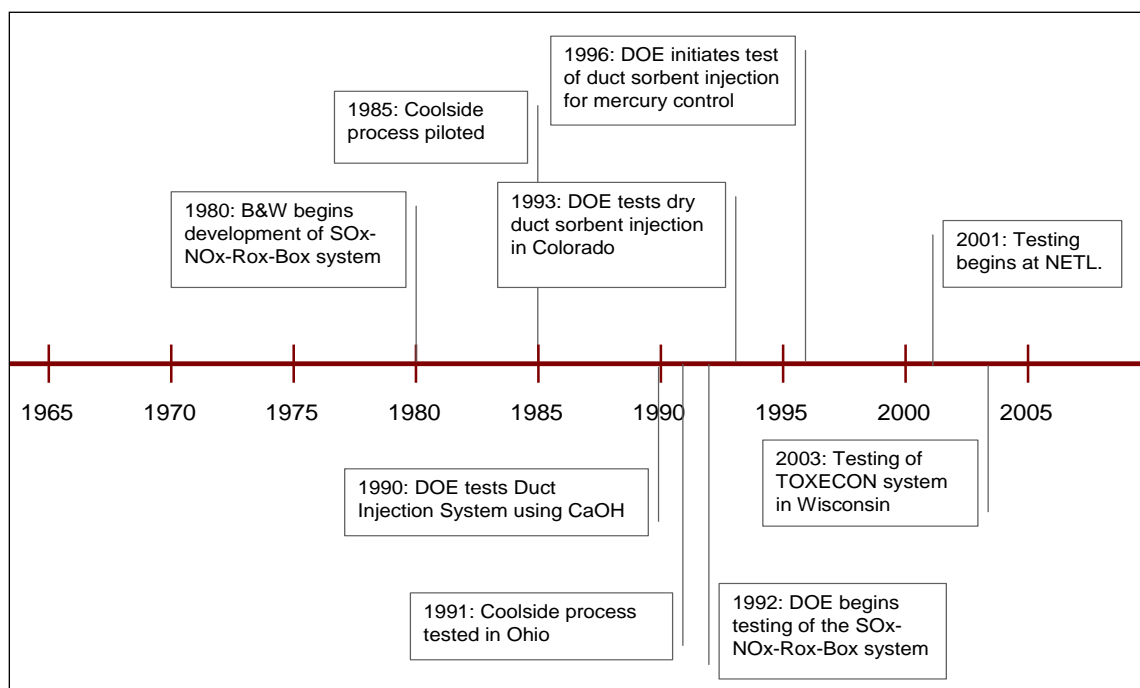 1996: DOE initiates test
of duct sorbent injection
for mercury control
1985: Coolside
process piloted
1980: B&W begins
development of SOx-
NOx-Rox-Box system
1993: DOE tests dry
duct sorbent injection
in Colorado
2001: Testing
begins at NETL.
1965 1970 1975 1980 1985 1990 1995 2000 2005
1990: DOE tests Duct
Injection System using CaOH
2003: Testing of
TOXECON system
in Wisconsin
1991: Coolside process
tested in Ohio
1992: DOE begins
testing of the SOx-
NOx-Rox-Box system